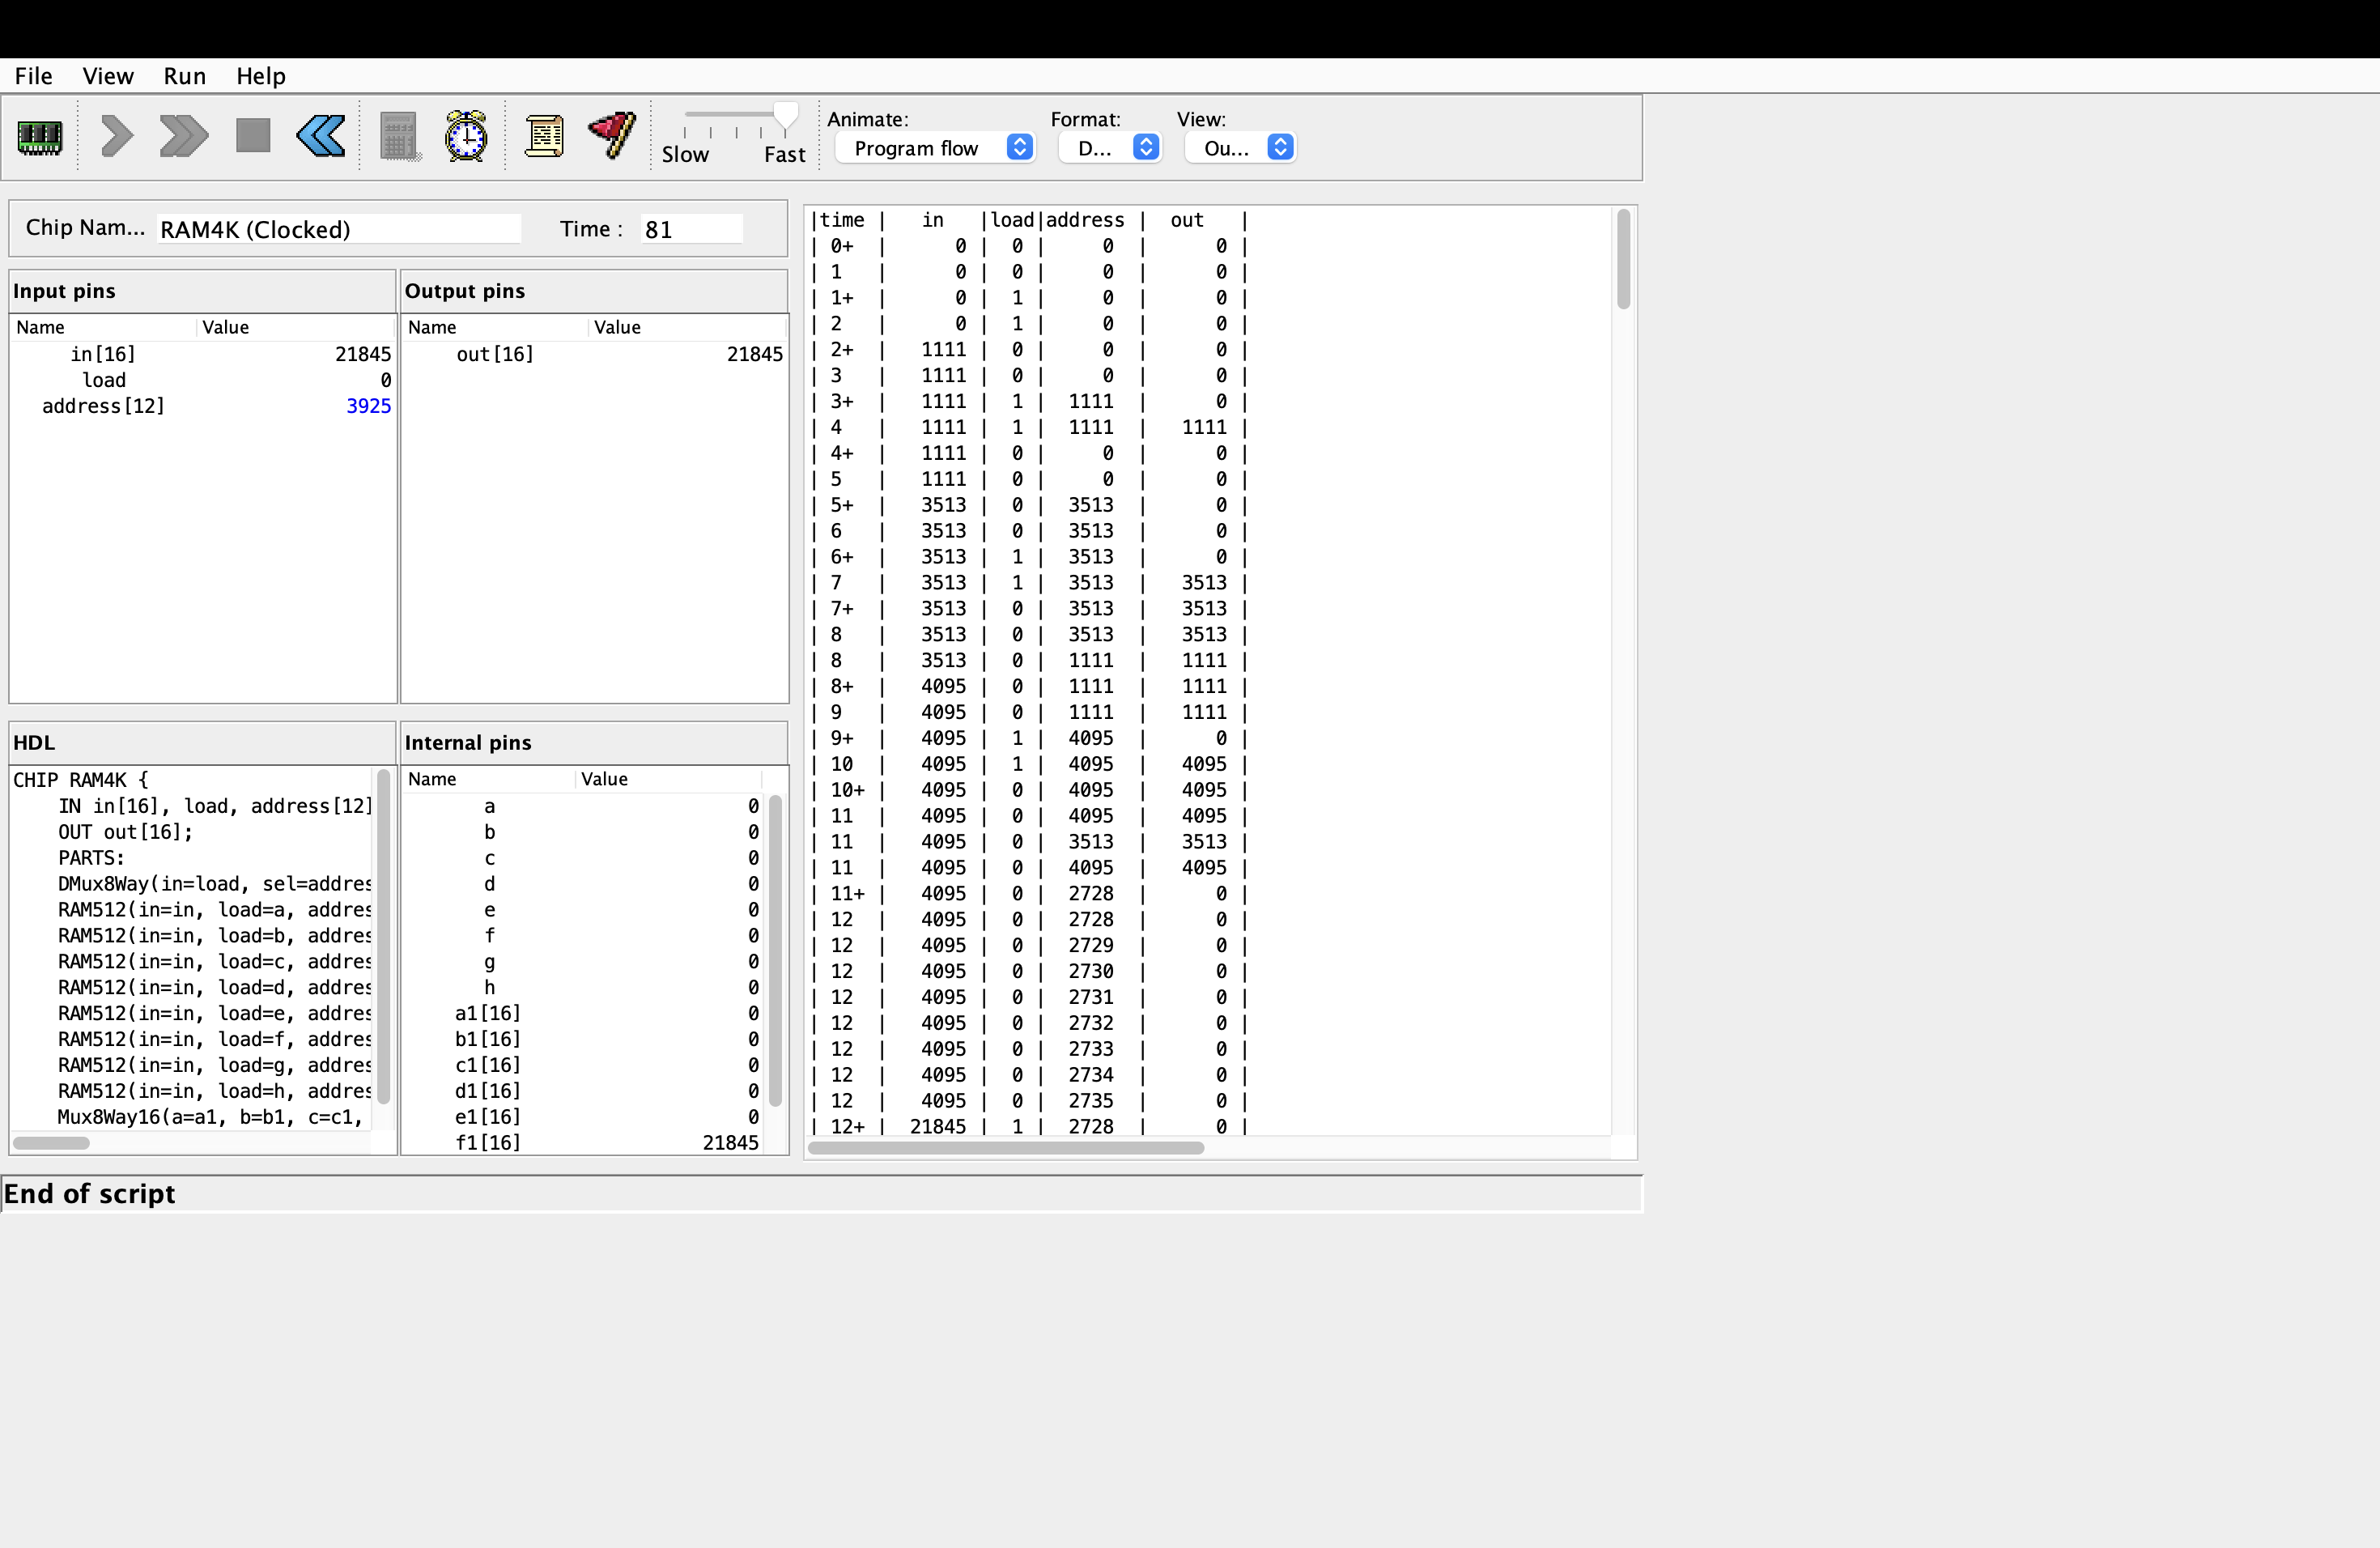 File View Run Help
Slow Fast
Animate: Format: View:
Program flow D... Ou...
Chip Nam... RAM4K (Clocked) Time : 81
Input pins
Name Value
in[16] 21845
load 0
address[12] 3925
Output pins
Name Value
out[16] 21845
HDL
CHIP RAM4K {
IN in[16], load, address[12]
OUT out[16];
PARTS:
DMux8Way(in=load, sel=addres
RAM512(in=in, load=a, addres
RAM512(in=in, load=b, addres
RAM512(in=in, load=c, addres
RAM512(in=in, load=d, addres
RAM512(in=in, load=e, addres
RAM512(in=in, load=f, addres
RAM512(in=in, load=g, addres
RAM512(in=in, load=h, addres
Mux8Way16(a=a1, b=b1, c=c1,
Internal pins
Name Value
a 0
b 0
c 0
d 0
e 0
f 0
g 0
h 0
a1[16] 0
b1[16] 0
c1[16] 0
d1[16] 0
e1[16] 0
f1[16] 21845
|time | in |load|address | out |
| 0+ | 0 | 0 | 0 | 0 |
| 1 | 0 | 0 | 0 | 0 |
| 1+ | 0 | 1 | 0 | 0 |
| 2 | 0 | 1 | 0 | 0 |
| 2+ | 1111 | 0 | 0 | 0 |
| 3 | 1111 | 0 | 0 | 0 |
| 3+ | 1111 | 1 | 1111 | 0 |
| 4 | 1111 | 1 | 1111 | 1111 |
| 4+ | 1111 | 0 | 0 | 0 |
| 5 | 1111 | 0 | 0 | 0 |
| 5+ | 3513 | 0 | 3513 | 0 |
| 6 | 3513 | 0 | 3513 | 0 |
| 6+ | 3513 | 1 | 3513 | 0 |
| 7 | 3513 | 1 | 3513 | 3513 |
| 7+ | 3513 | 0 | 3513 | 3513 |
| 8 | 3513 | 0 | 3513 | 3513 |
| 8 | 3513 | 0 | 1111 | 1111 |
| 8+ | 4095 | 0 | 1111 | 1111 |
| 9 | 4095 | 0 | 1111 | 1111 |
| 9+ | 4095 | 1 | 4095 | 0 |
| 10 | 4095 | 1 | 4095 | 4095 |
| 10+ | 4095 | 0 | 4095 | 4095 |
| 11 | 4095 | 0 | 4095 | 4095 |
| 11 | 4095 | 0 | 3513 | 3513 |
| 11 | 4095 | 0 | 4095 | 4095 |
| 11+ | 4095 | 0 | 2728 | 0 |
| 12 | 4095 | 0 | 2728 | 0 |
| 12 | 4095 | 0 | 2729 | 0 |
| 12 | 4095 | 0 | 2730 | 0 |
| 12 | 4095 | 0 | 2731 | 0 |
| 12 | 4095 | 0 | 2732 | 0 |
| 12 | 4095 | 0 | 2733 | 0 |
| 12 | 4095 | 0 | 2734 | 0 |
| 12 | 4095 | 0 | 2735 | 0 |
| 12+ | 21845 | 1 | 2728 | 0 |
End of script